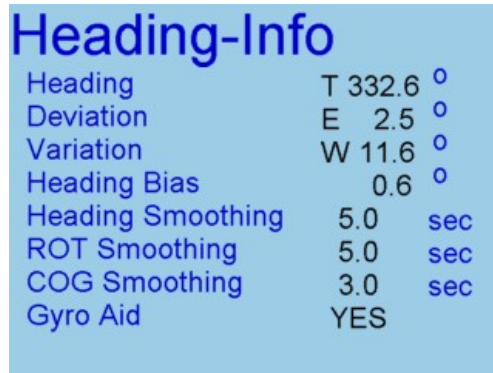 Heading-Info
Heading T 332.6 °
Deviation E 2.5 °
Variation W 11.6 °
Heading Bias 0.6 °
Heading Smoothing 5.0 sec
ROT Smoothing 5.0 sec
COG Smoothing 3.0 sec
Gyro Aid YES